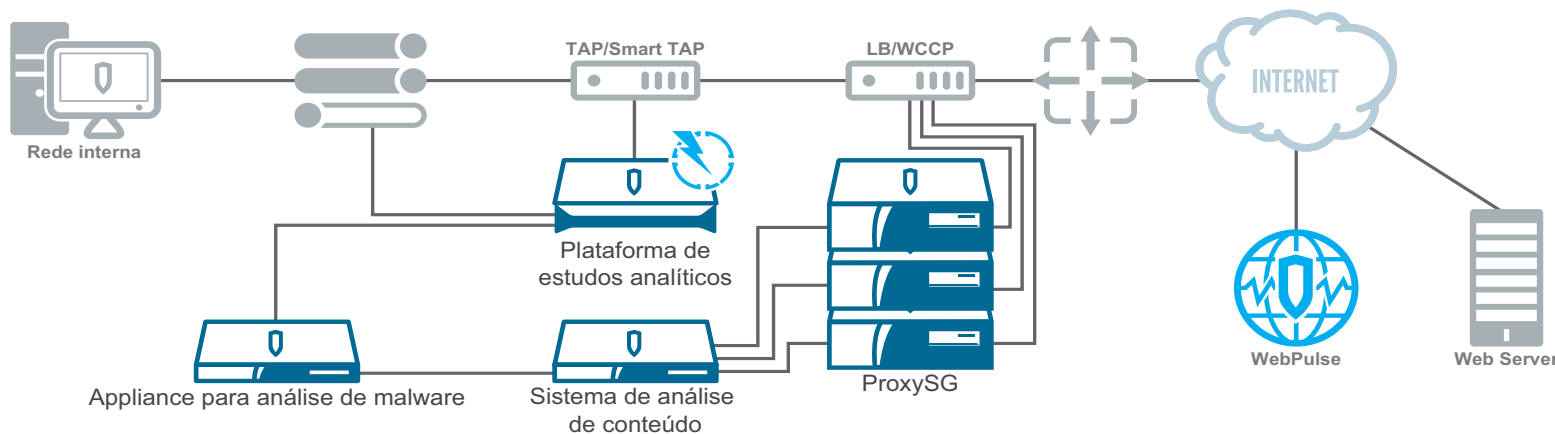 TAP/Smart TAP
LB/WCCP
INTERNET
Rede interna
Plataforma de
estudos analíticos
WebPulse
Web Server
Appliance para análise de malware
Sistema de análise
de conteúdo
ProxySG